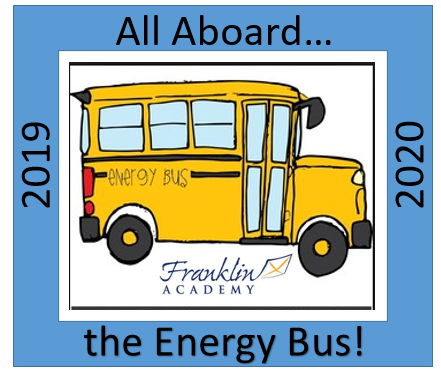 All Aboard...
2019
2020
energy bus
Franklin
ACADEMY
the Energy Bus!